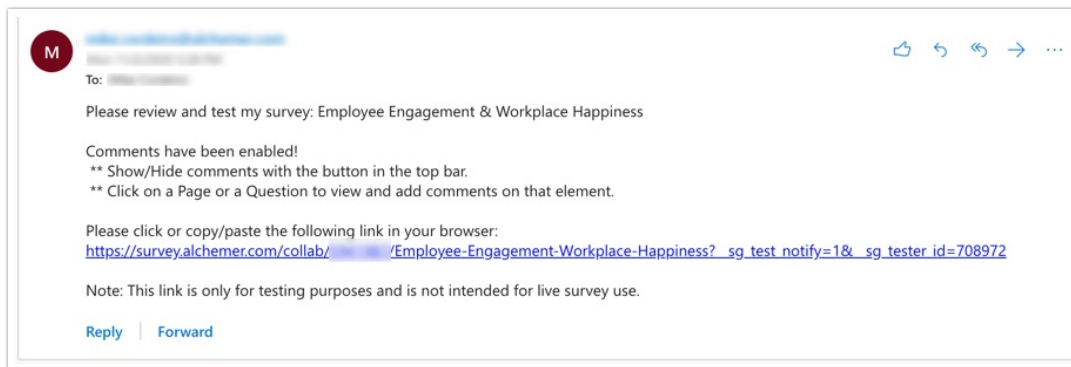 M
To:
Please review and test my survey: Employee Engagement & Workplace Happiness
Comments have been enabled!
** Show/Hide comments with the button in the top bar.
** Click on a Page or a Question to view and add comments on that element.
Please click or copy/paste the following link in your browser:
https://survey.alchemer.com/collab/ /Employee-Engagement-Workplace-Happiness?__sg_test_notify=1&__sg_tester_id=708972
Note: This link is only for testing purposes and is not intended for live survey use.
Reply Forward